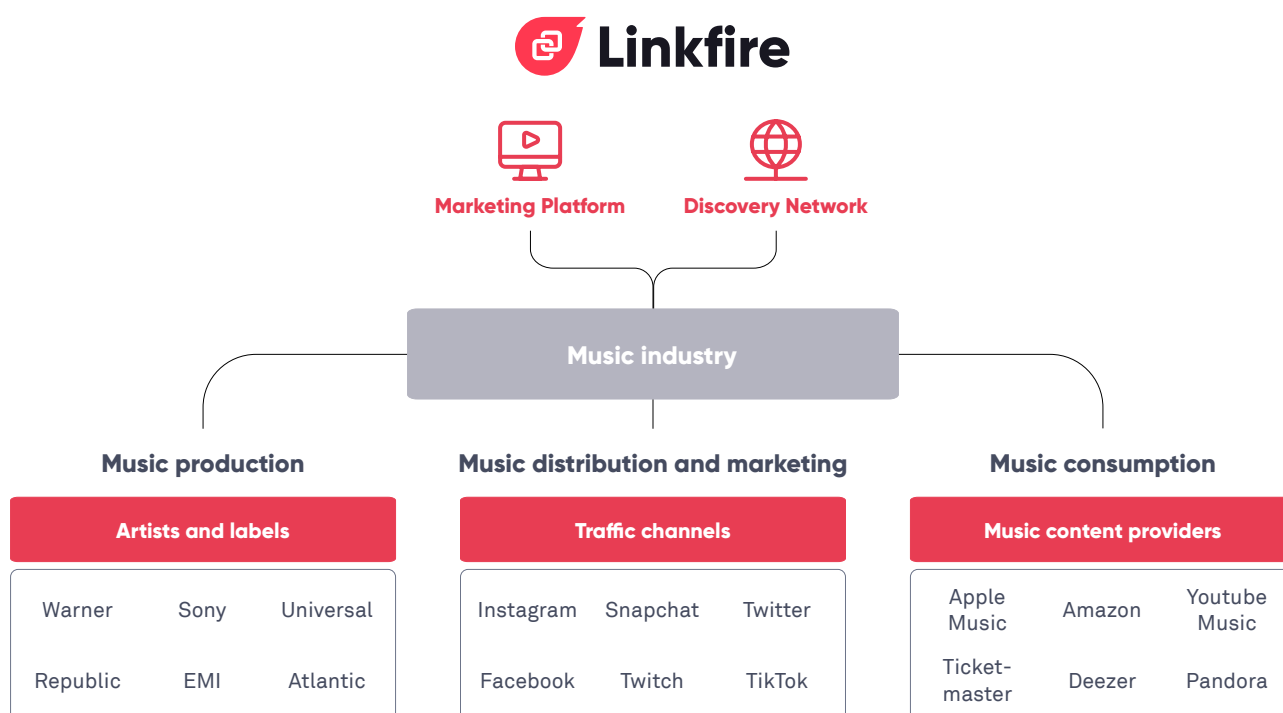 Linkfire
Marketing Platform
Discovery Network
Music industry
Music production
Music distribution and marketing
Music consumption
Artists and labels
Traffic channels
Music content providers
Warner
Sony
Universal
Republic
EMI
Atlantic
Instagram
Snapchat
Twitter
Facebook
Twitch
TikTok
Apple
Music
Amazon
Youtube
Music
Ticket-
master
Deezer
Pandora